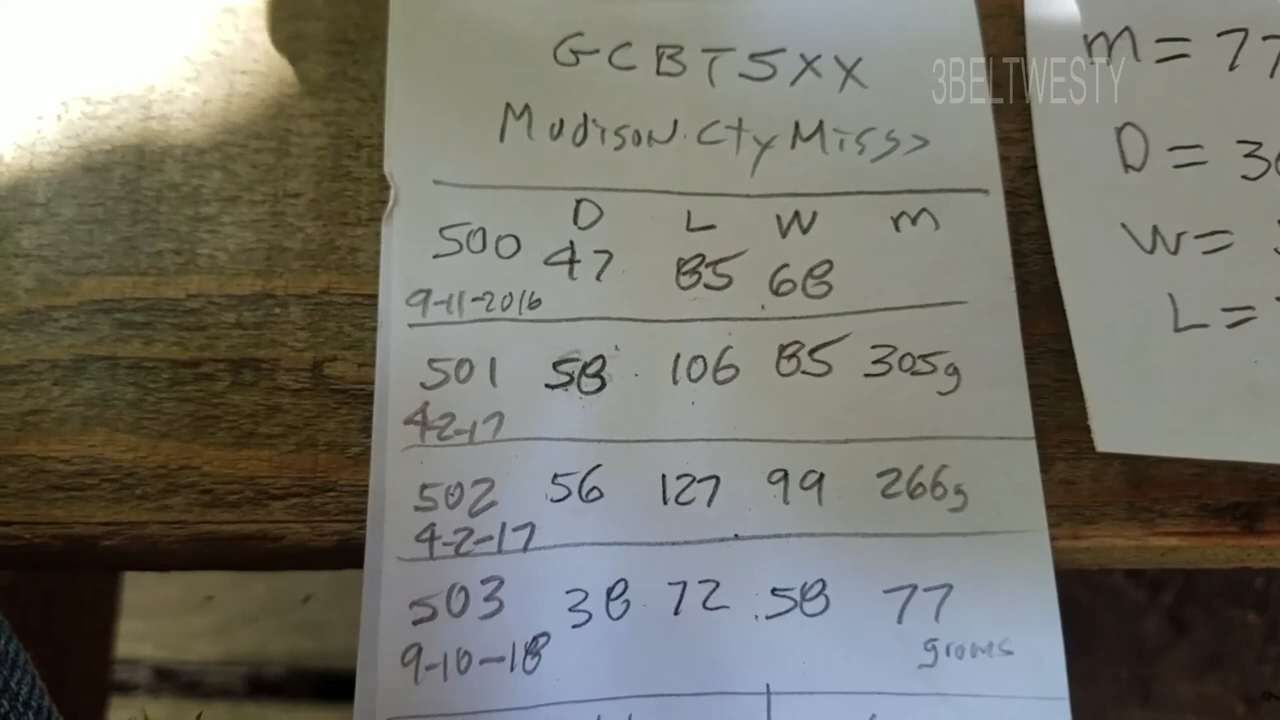 GCBT5XX
Madison Cty Miss
D L W m
500 47 85 68
9-11-2016
501 58 106 85 305g
4-2-17
502 56 127 99 266g
4-2-17
503 38 72 58 77
grams
9-10-18
3BELTWESTY
m = 77
D = 3
W =
L =